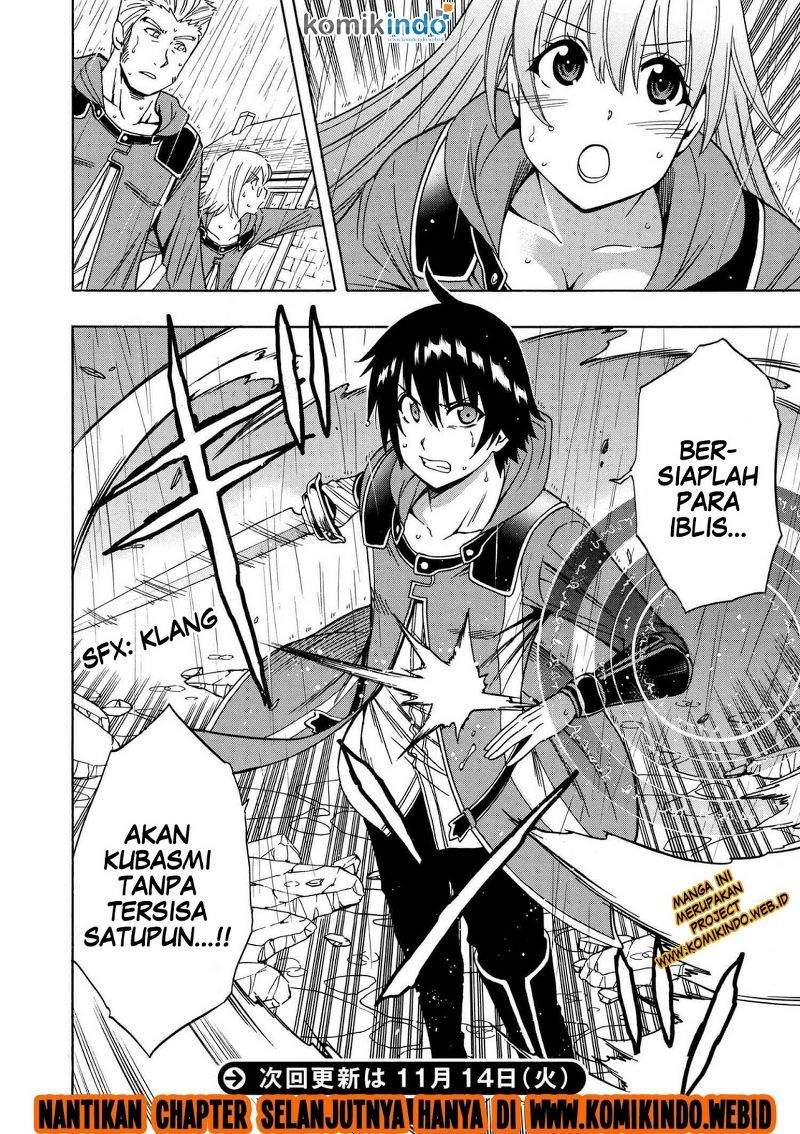 komikindo
BER-
SIAPLAH
PARA
IBLIS...
SFX: KLANG
AKAN
KUBASMI
TANPA
TERSISA
SATUPUN...!!
MANGA INI
MERUPAKAN
PROJECT
WWW.KOMIKINDO.WEB.ID
次回更新は 11月 14日(火)
NANTIKAN CHAPTER SELANJUTNYA HANYA DI WWW.KOMIKINDO.WEBID